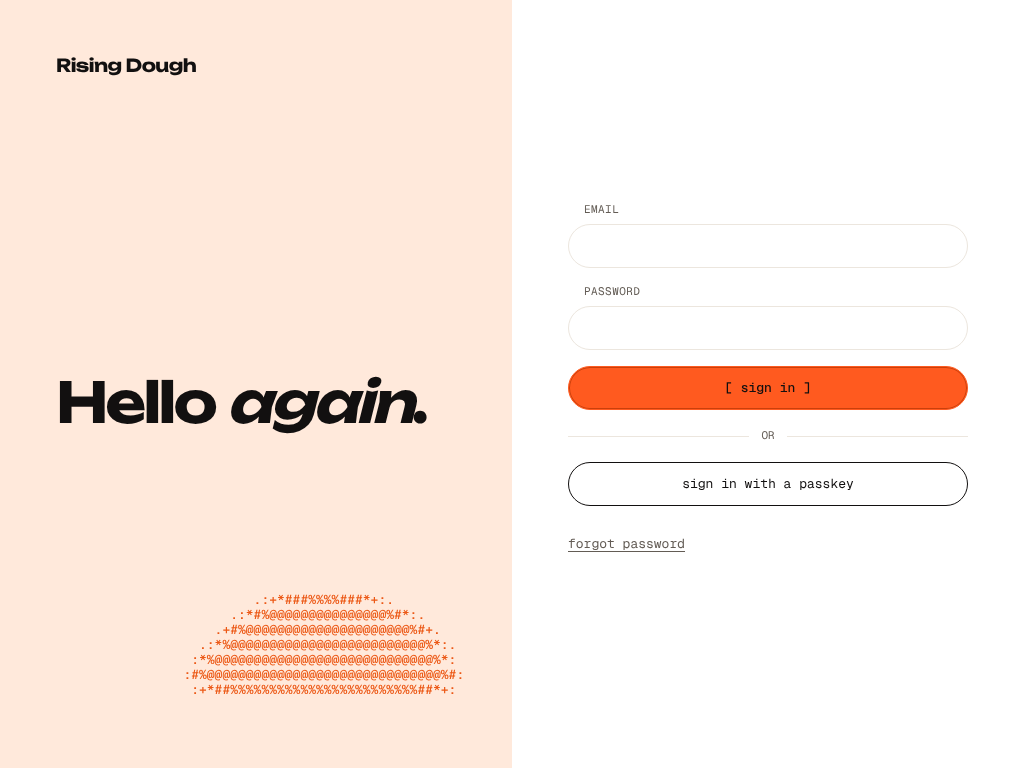 Rising Dough
Hello again.
.:+*###%%%%###*+:.
.:*#%@@@@@@@@@@@@@@@%#*:.
.+#%@@@@@@@@@@@@@@@@@@@@@%#+.
.:*%@@@@@@@@@@@@@@@@@@@@@@@@@%*:.
:*%@@@@@@@@@@@@@@@@@@@@@@@@@@@@%*:
:#%@@@@@@@@@@@@@@@@@@@@@@@@@@@@@@%#:
:+*##%%%%%%%%%%%%%%%%%%%%%%%%##*+:
EMAIL
PASSWORD
[ sign in ]
OR
sign in with a passkey
forgot password